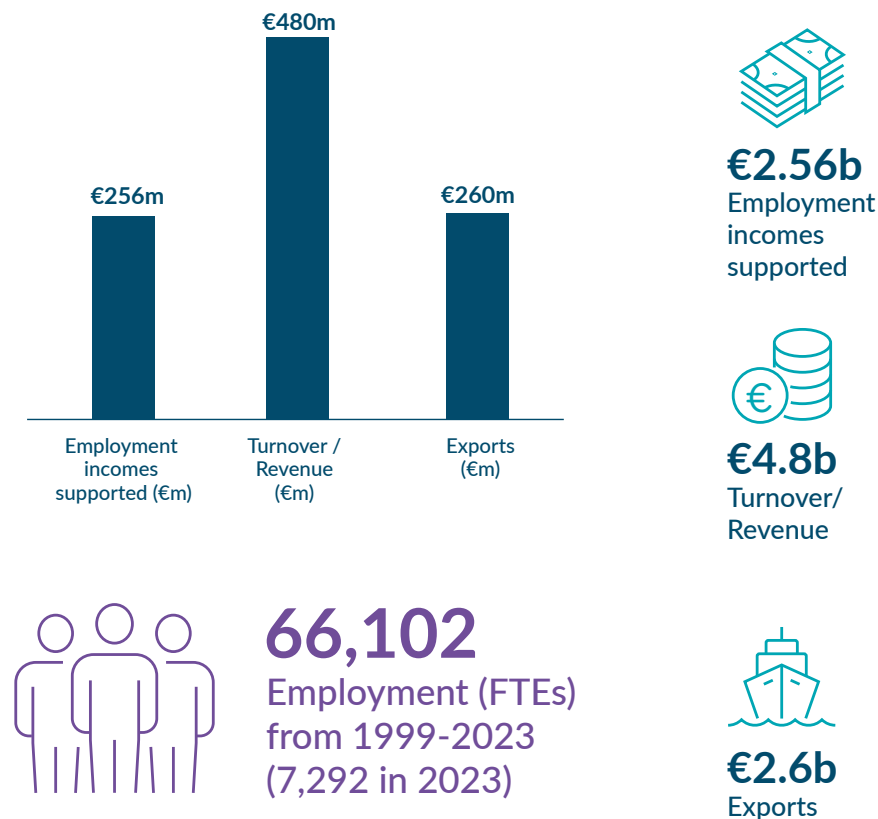 €480m
€256m
€260m
Employment
incomes
supported (€m)
Turnover /
Revenue
(€m)
Exports
(€m)
€2.56b
Employment
incomes
supported
€
€4.8b
Turnover/
Revenue
66,102
Employment (FTEs)
from 1999-2023
(7,292 in 2023)
€2.6b
Exports